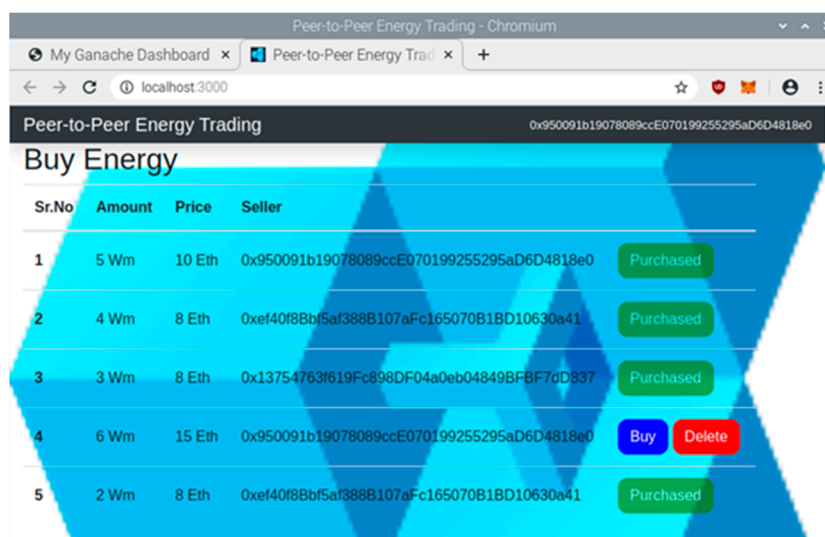 Peer-to-Peer Energy Trading - Chromium
My Ganache Dashboard × Peer-to-Peer Energy Trad × +
localhost:3000
Peer-to-Peer Energy Trading 0x950091b19078089ccE070199255295aD6D4818e0
Buy Energy
Sr.No Amount Price Seller
1 5 Wm 10 Eth 0x950091b19078089ccE070199255295aD6D4818e0 Purchased
2 4 Wm 8 Eth 0xef40f8Bbf5af388B107aFc165070B1BD10630a41 Purchased
3 3 Wm 8 Eth 0x13754763f619Fc898DF04a0eb04849BFBF7dD837 Purchased
4 6 Wm 15 Eth 0x950091b19078089ccE070199255295aD6D4818e0 Buy Delete
5 2 Wm 8 Eth 0xef40f8Bbf5af388B107aFc165070B1BD10630a41 Purchased